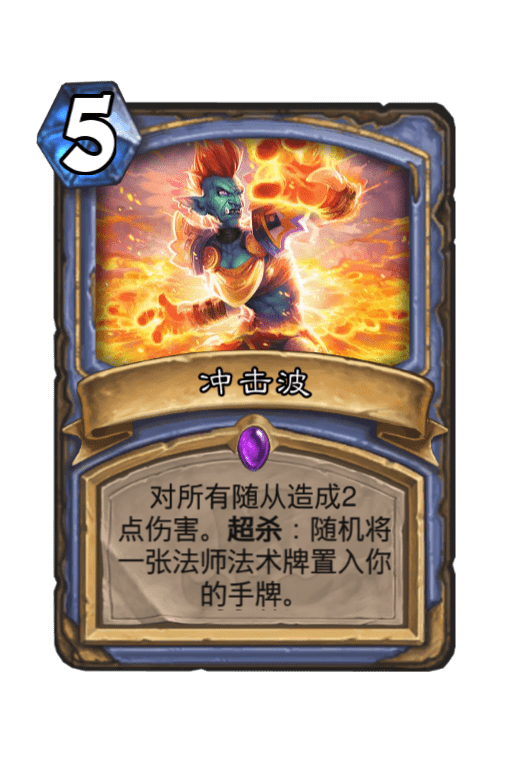 5
冲击波
对所有随从造成2
点伤害。超杀：随机将
一张法师法术牌置入你
的手牌。